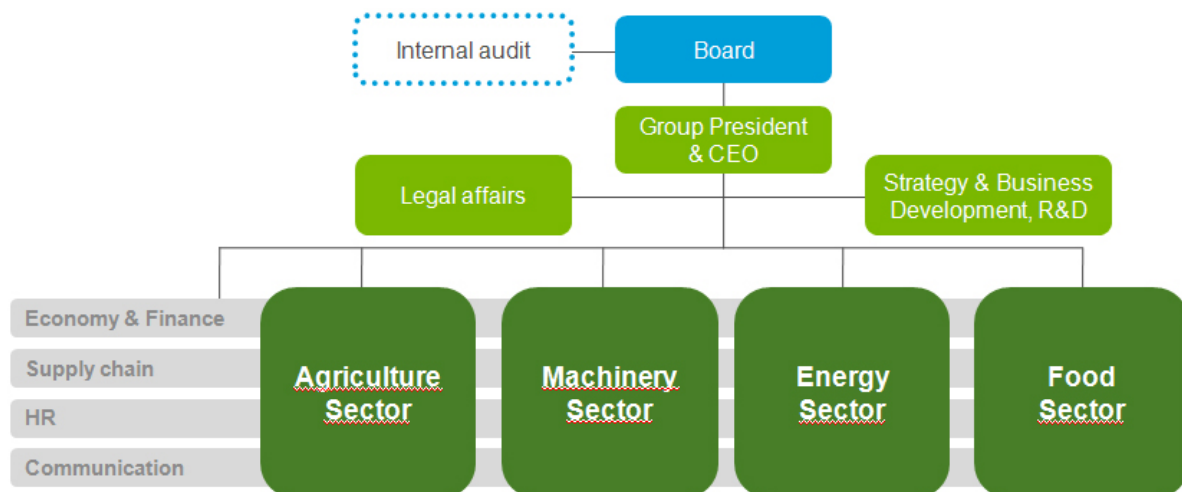 Internal audit
Board
Group President
& CEO
Legal affairs
Strategy & Business
Development, R&D
Economy & Finance
Supply chain
HR
Communication
Agriculture
Sector
Machinery
Sector
Energy
Sector
Food
Sector